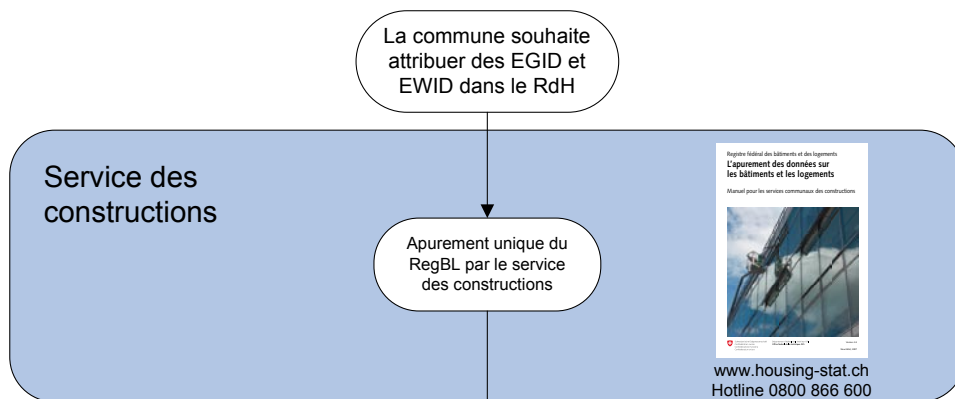 La commune souhaite
attribuer des EGID et
EWID dans le RdH
Service des
constructions
Apurement unique du
RegBL par le service
des constructions
Registre fédéral des bâtiments et des logements
L'apurement des données sur
les bâtiments et les logements
Manuel pour les services communaux des constructions
www.housing-stat.ch
Hotline 0800 866 600